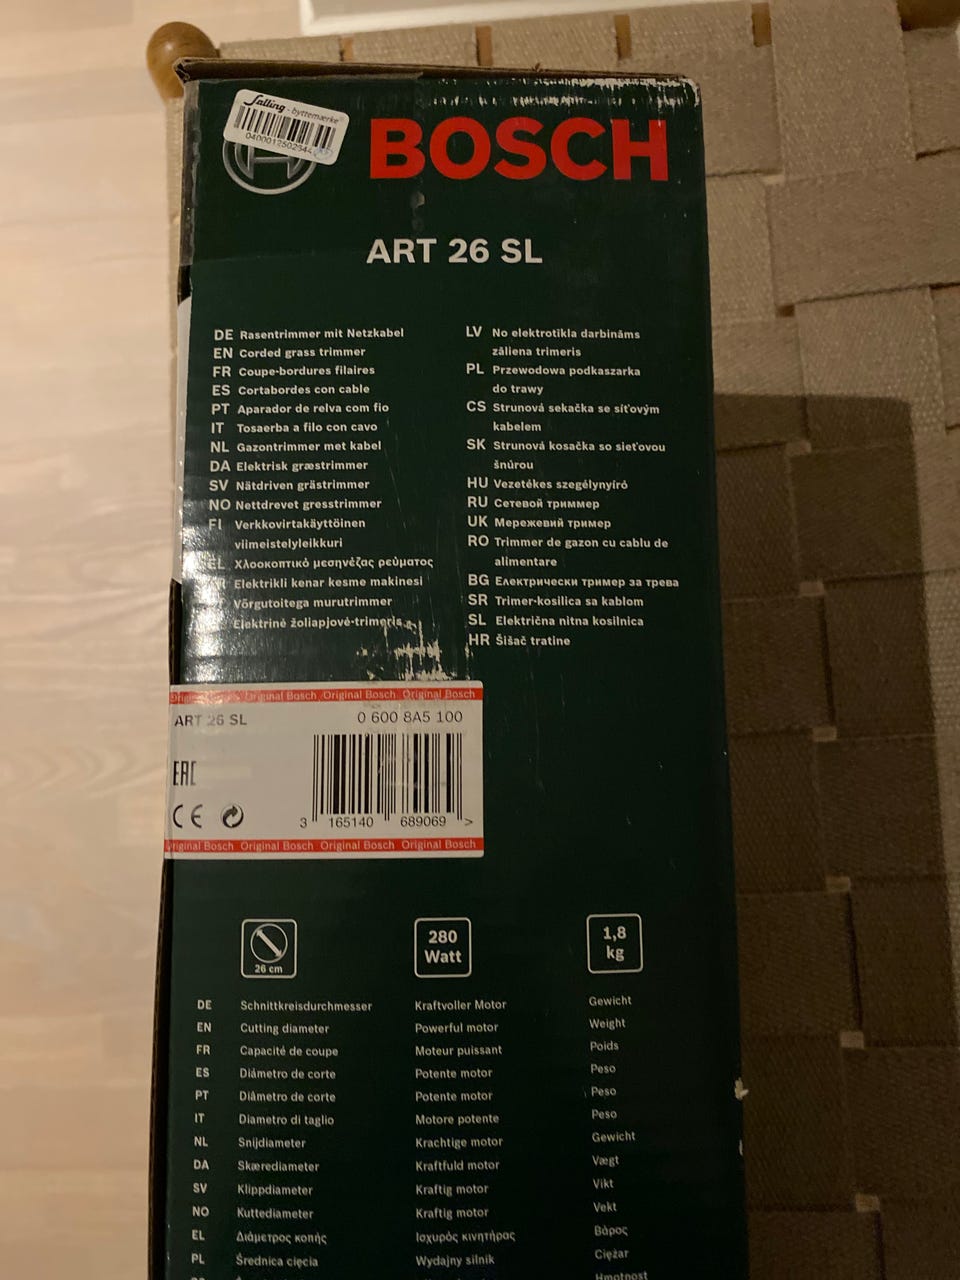 Salling - byttemærke
BOSCH
ART 26 SL
DE Rasentrimmer mit Netzkabel
EN Corded grass trimmer
FR Coupe-bordures filaires
ES Cortabordes con cable
PT Aparador de relva com fio
IT Tosaerba a filo con cavo
NL Gazontrimmer met kabel
DA Elektrisk græstrimmer
SV Nätdriven grästrimmer
NO Nettdrevet gresstrimmer
FI Verkkovirtakäyttöinen
viimeistelyleikkuri
EL Χλοοκοπτικό μεσηνέζας ρεύματος
Elektrikli kenar kesme makinesi
Võrgutoitega murutrimmer
Elektrinė žoliapjovė-trimeris
LV No elektrotīkla darbināms
zāliena trimeris
PL Przewodowa podkaszarka
do trawy
CS Strunová sekačka se síťovým
kabelem
SK Strunová kosačka so sieťovou
šnúrou
HU Vezetékes szegélynyíró
RU Сетевой триммер
UK Мережевий тример
RO Trimmer de gazon cu cablu de
alimentare
BG Електрически тример за трева
SR Trimer-kosilica sa kablom
SL Električna nitna kosilnica
HR Šišač tratine
Original Bosch Original Bosch Original Bosch
ART 26 SL 0 600 8A5 100
EAC
CE
3 165140 689069 >
Original Bosch Original Bosch Original Bosch
26 cm
280
Watt
1,8
kg
DE Schnittkreisdurchmesser Kraftvoller Motor Gewicht
EN Cutting diameter Powerful motor Weight
FR Capacité de coupe Moteur puissant Poids
ES Diámetro de corte Potente motor Peso
PT Diâmetro de corte Potente motor Peso
IT Diametro di taglio Motore potente Peso
NL Snijdiameter Krachtige motor Gewicht
DA Skærediameter Kraftfuld motor Vægt
SV Klippdiameter Kraftig motor Vikt
NO Kuttediameter Kraftig motor Vekt
EL Διάμετρος κοπής Ισχυρός κινητήρας Βάρος
PL Średnica cięcia Wydajny silnik Ciężar
Hmotnost